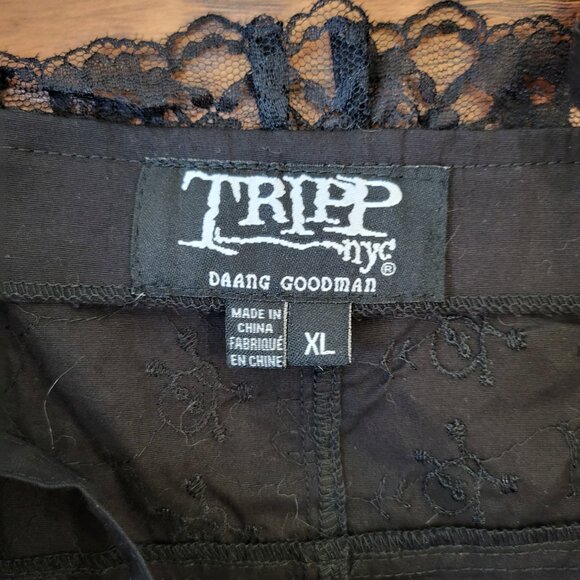 TRIPP
nyc®
DAANG GOODMAN
MADE IN
CHINA
FABRIQUÉ
EN CHINE
XL